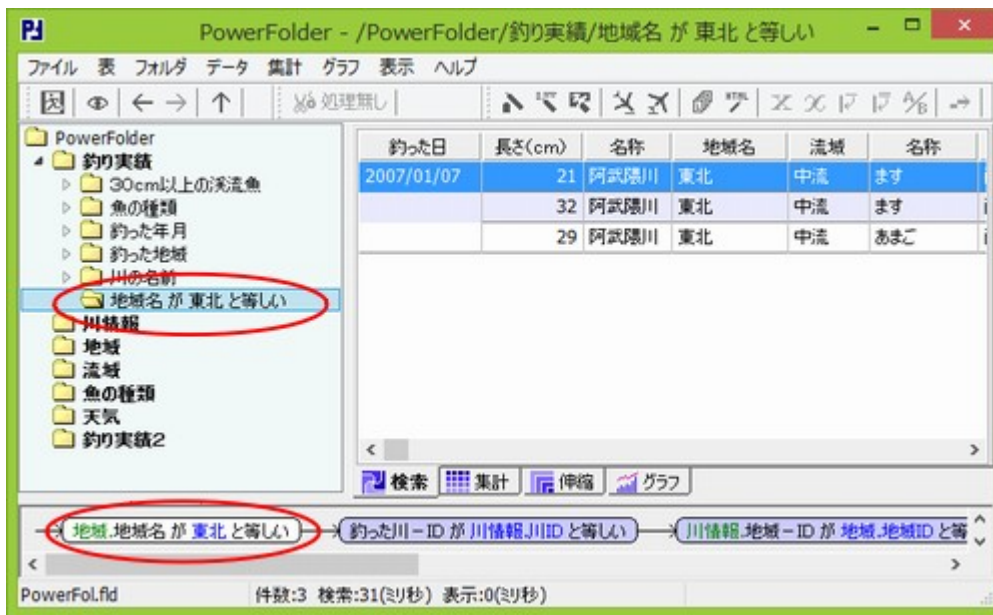 PowerFolder - /PowerFolder/釣り実績/地域名 が 東北 と等しい
ファイル 表 フォルダ データ 集計 グラフ 表示 ヘルプ
処理無し
PowerFolder
釣り実績
30cm以上の渓流魚
魚の種類
釣った年月
釣った地域
川の名前
地域名 が 東北 と等しい
川情報
地域
流域
魚の種類
天気
釣り実績2
釣った日 長さ(cm) 名称 地域名 流域 名称
2007/01/07 21 阿武隈川 東北 中流 ます
32 阿武隈川 東北 中流 ます
29 阿武隈川 東北 中流 あまご
検索 集計 伸縮 グラフ
地域.地域名 が 東北 と等しい 釣った川-ID が 川情報.川ID と等しい 川情報.地域-ID が 地域.地域ID と等
PowerFol.fld 件数:3 検索:31(ミリ秒) 表示:0(ミリ秒)